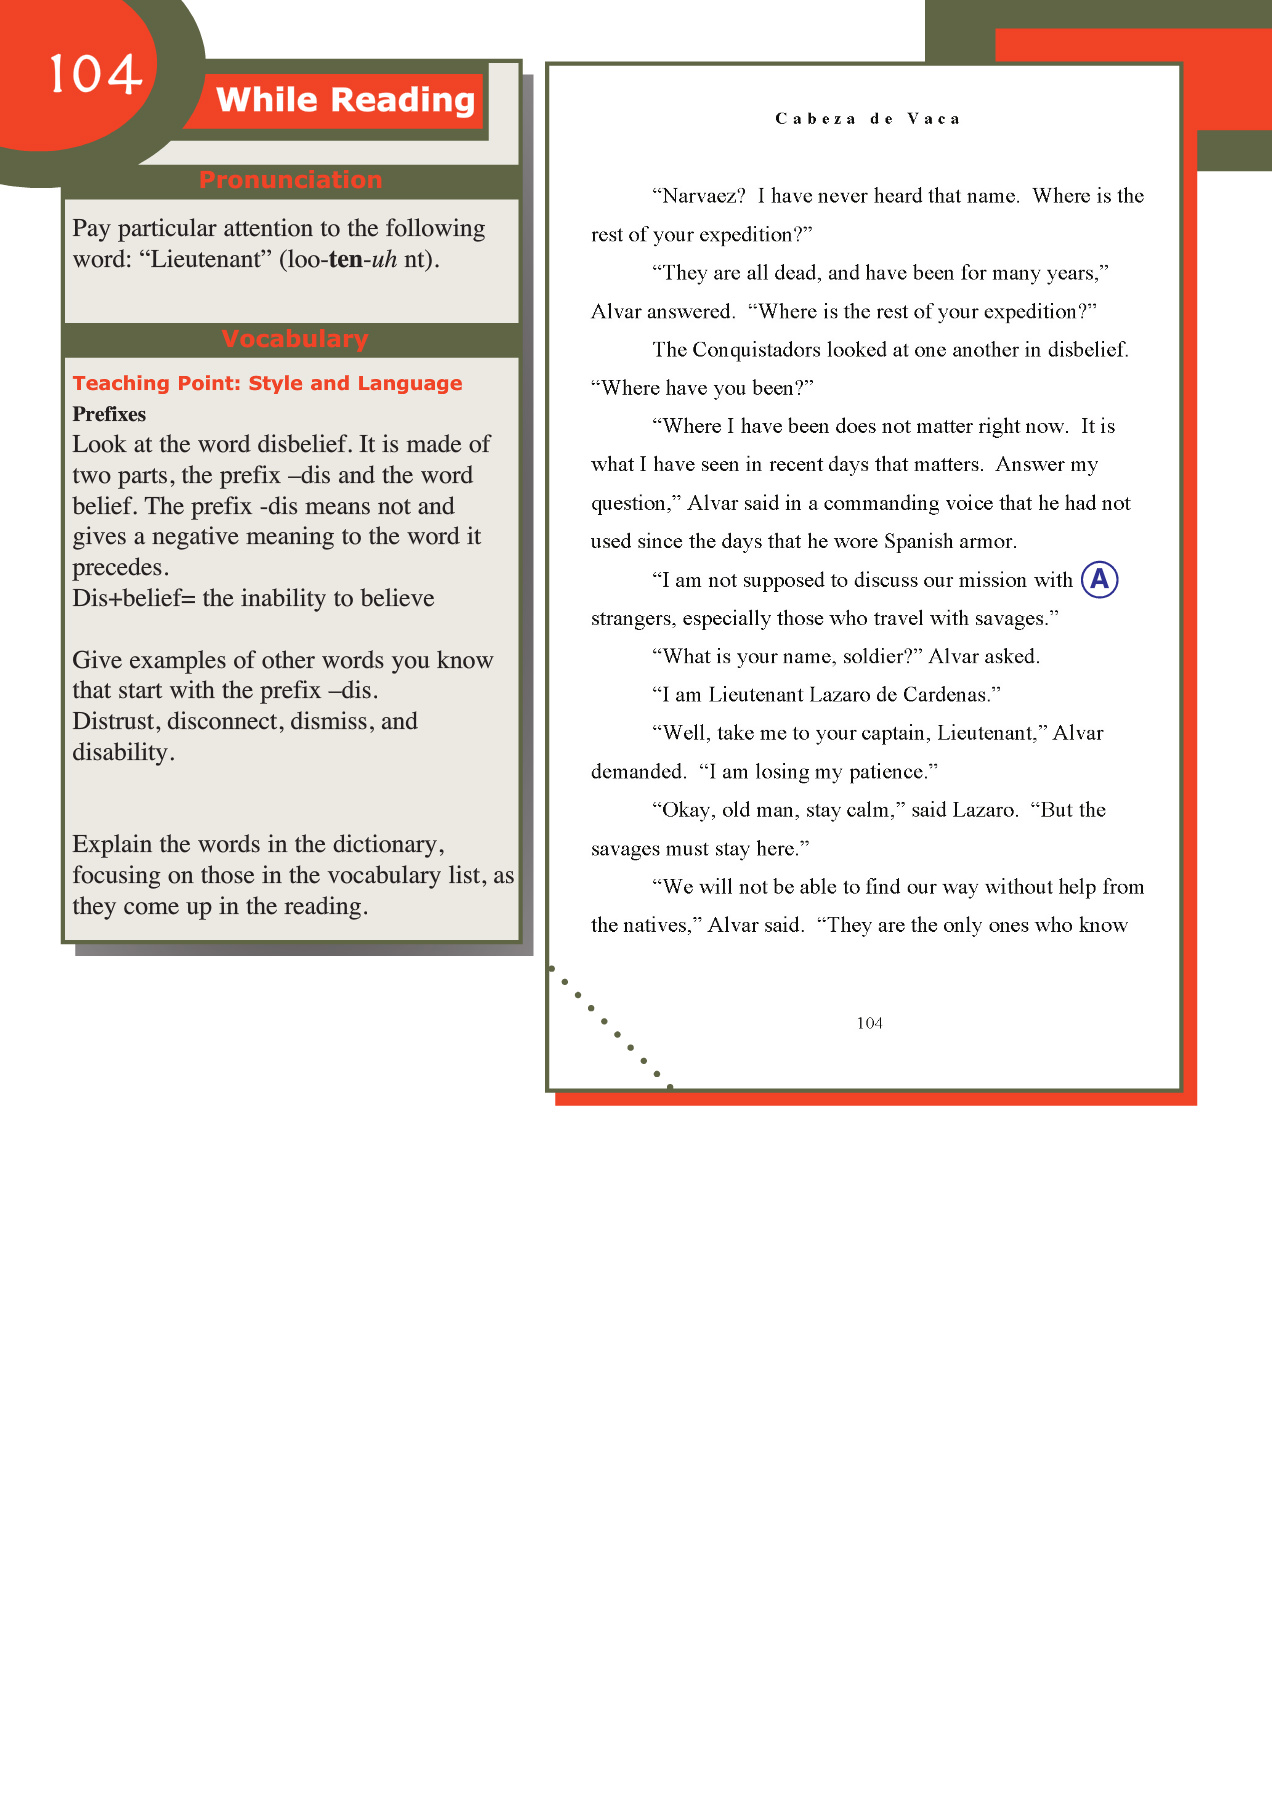 104
While Reading
Pronunciation
Pay particular attention to the following
word: “Lieutenant” (loo-ten-uh nt).
Vocabulary
Teaching Point: Style and Language
Prefixes
Look at the word disbelief. It is made of
two parts, the prefix –dis and the word
belief. The prefix -dis means not and
gives a negative meaning to the word it
precedes.
Dis+belief= the inability to believe
Give examples of other words you know
that start with the prefix –dis.
Distrust, disconnect, dismiss, and
disability.
Explain the words in the dictionary,
focusing on those in the vocabulary list, as
they come up in the reading.
Cabeza de Vaca
“Narvaez? I have never heard that name. Where is the
rest of your expedition?”
“They are all dead, and have been for many years,”
Alvar answered. “Where is the rest of your expedition?”
The Conquistadors looked at one another in disbelief.
“Where have you been?”
“Where I have been does not matter right now. It is
what I have seen in recent days that matters. Answer my
question,” Alvar said in a commanding voice that he had not
used since the days that he wore Spanish armor.
“I am not supposed to discuss our mission with A
strangers, especially those who travel with savages.”
“What is your name, soldier?” Alvar asked.
“I am Lieutenant Lazaro de Cardenas.”
“Well, take me to your captain, Lieutenant,” Alvar
demanded. “I am losing my patience.”
“Okay, old man, stay calm,” said Lazaro. “But the
savages must stay here.”
“We will not be able to find our way without help from
the natives,” Alvar said. “They are the only ones who know
104